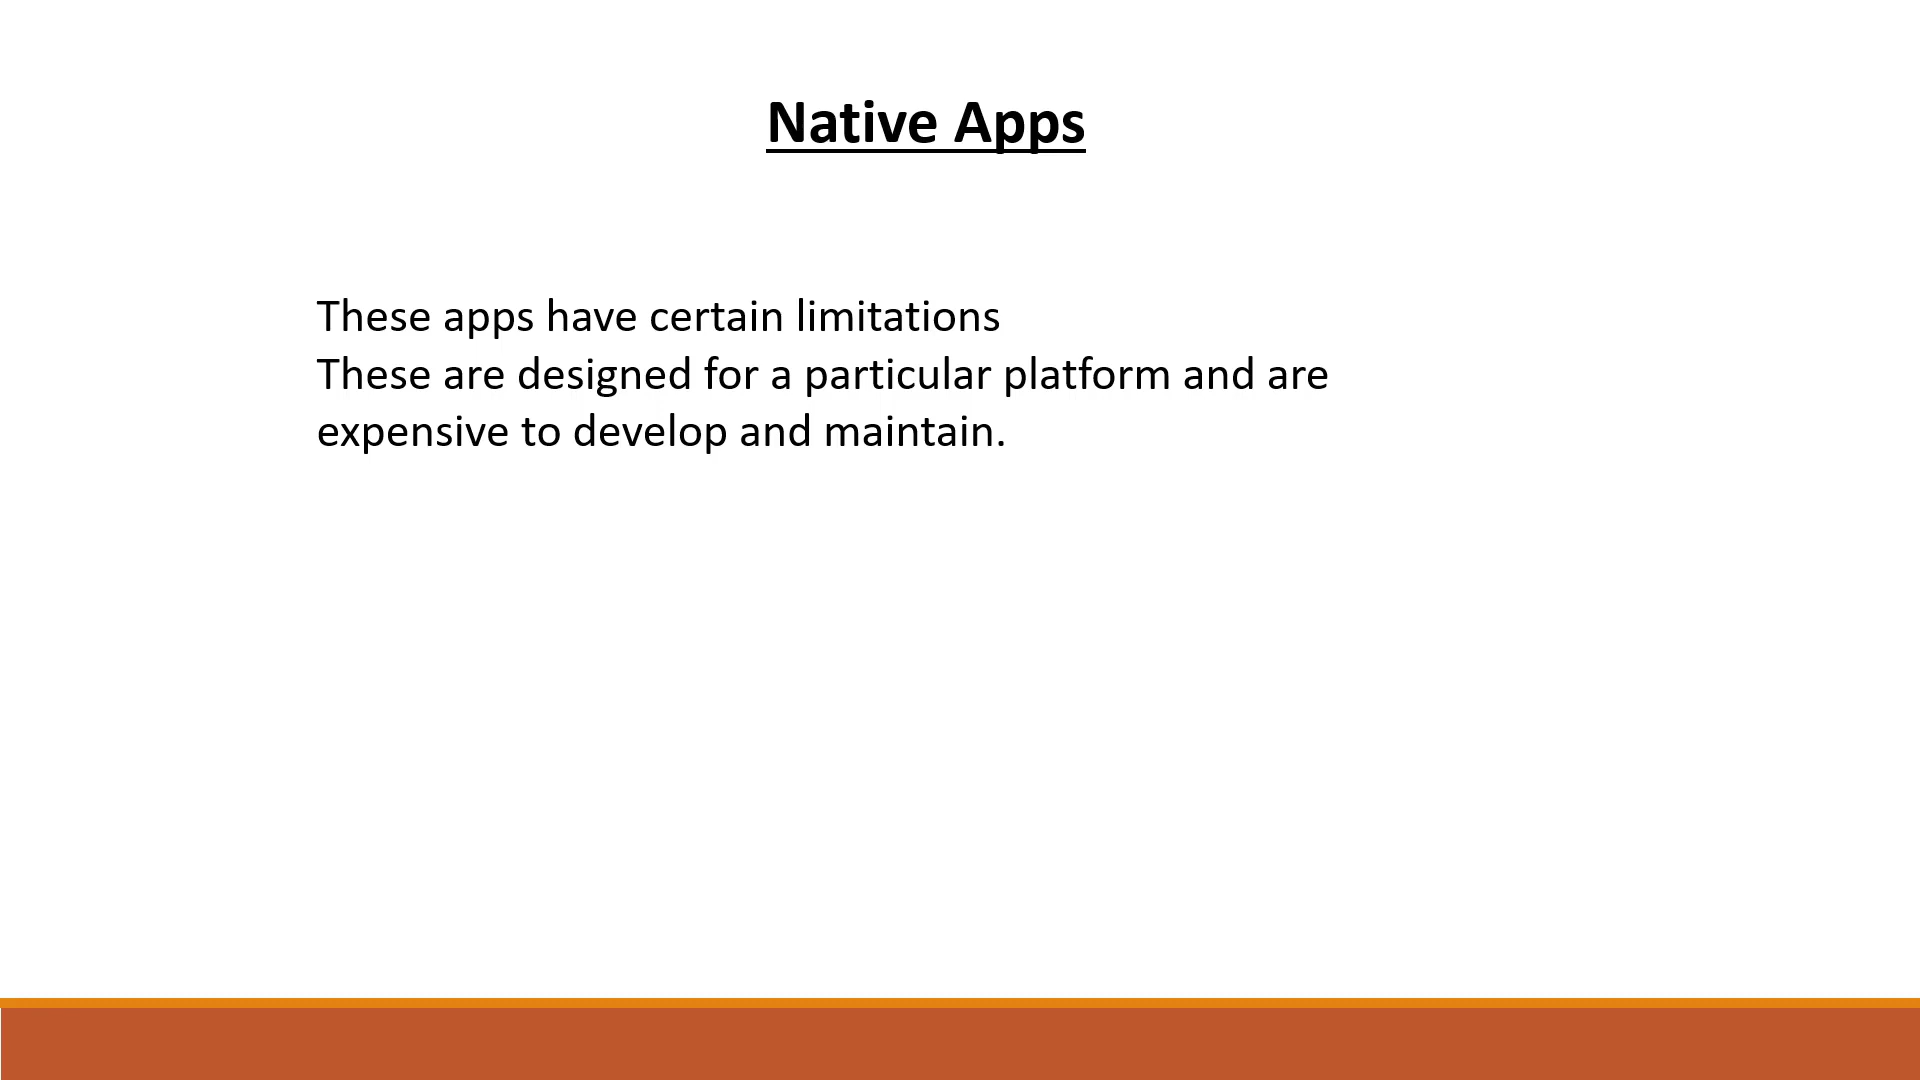 Native Apps
These apps have certain limitations
These are designed for a particular platform and are
expensive to develop and maintain.